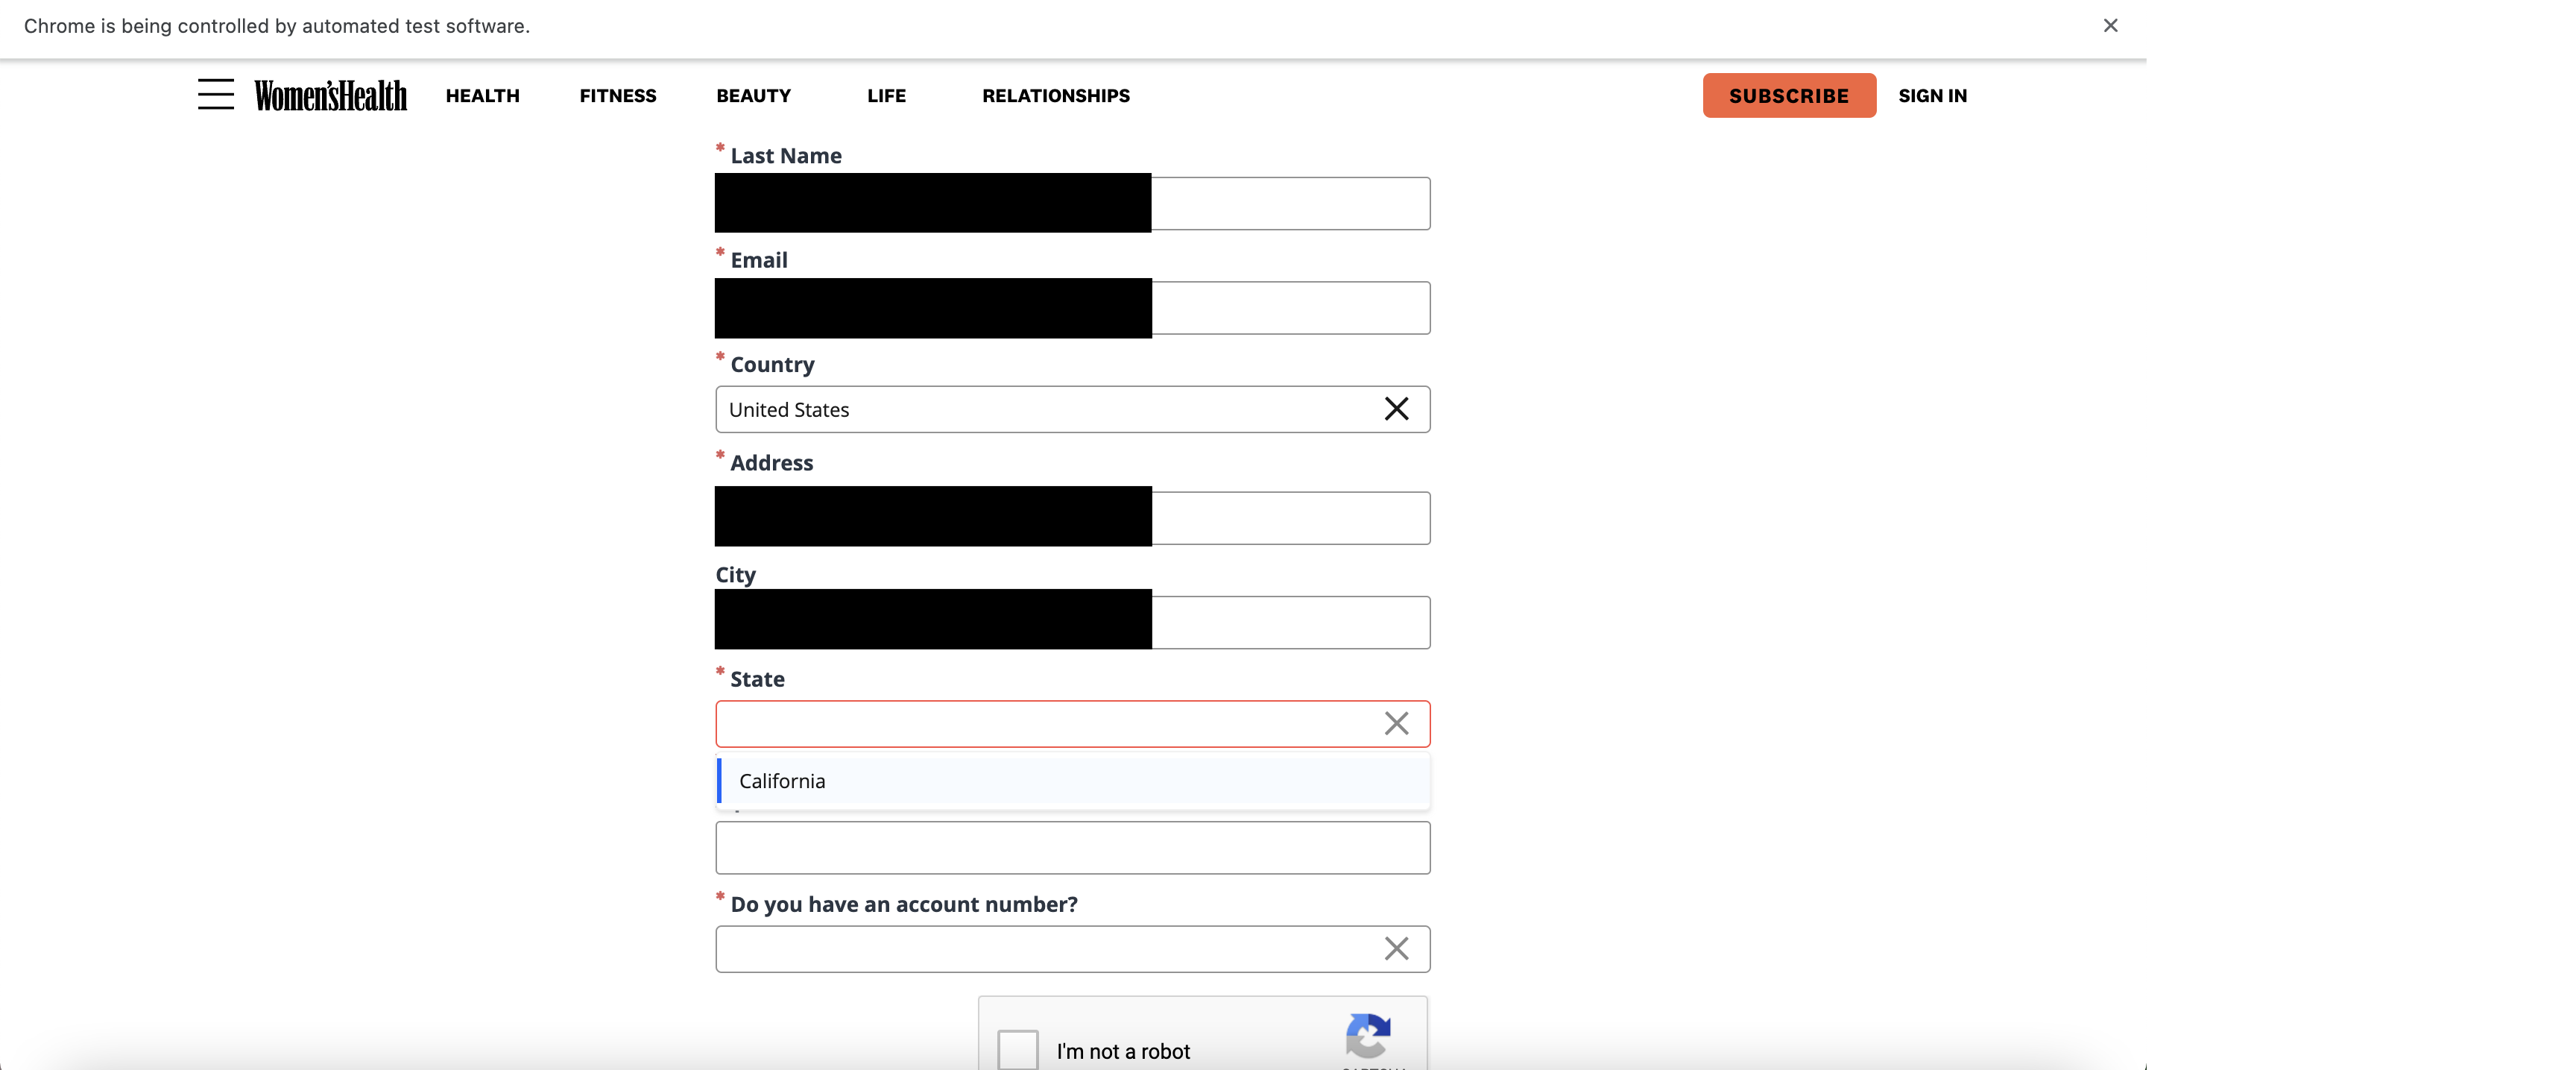 Chrome is being controlled by automated test software.
Women'sHealth HEALTH FITNESS BEAUTY LIFE RELATIONSHIPS SUBSCRIBE SIGN IN
* Last Name
* Email
* Country
United States
* Address
City
* State
California
* Do you have an account number?
I'm not a robot